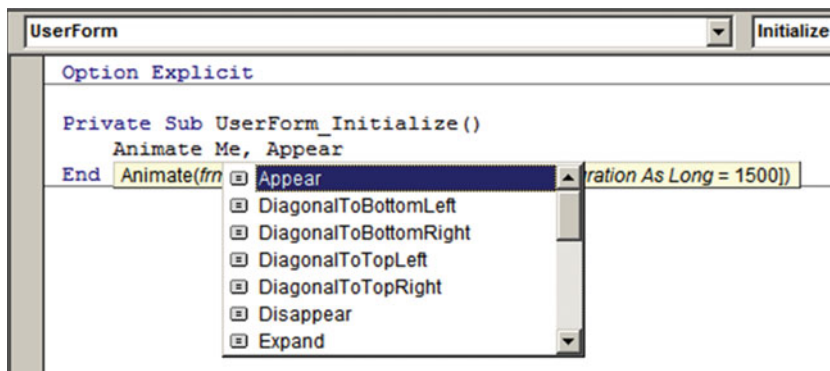 UserForm Initialize
Option Explicit
Private Sub UserForm_Initialize()
Animate Me, Appear
End Animate(frm ration As Long = 1500])
Appear
DiagonalToBottomLeft
DiagonalToBottomRight
DiagonalToTopLeft
DiagonalToTopRight
Disappear
Expand